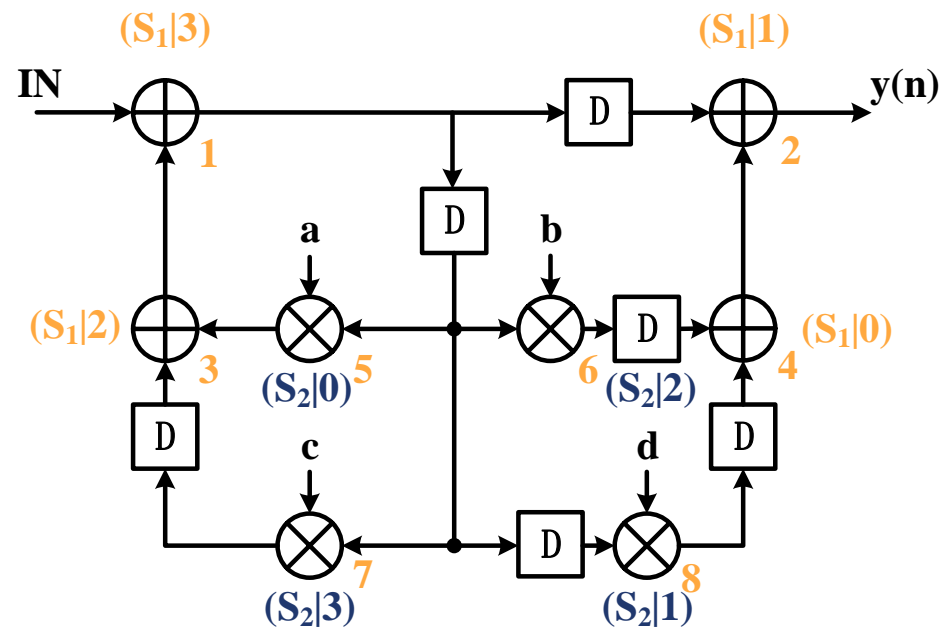 (S₁|3) (S₁|1)
IN D y(n)
1 2
D
a b
(S₁|2) D (S₁|0)
3 5 6 4
(S₂|0) (S₂|2)
D D
c d
D
7 8
(S₂|3) (S₂|1)